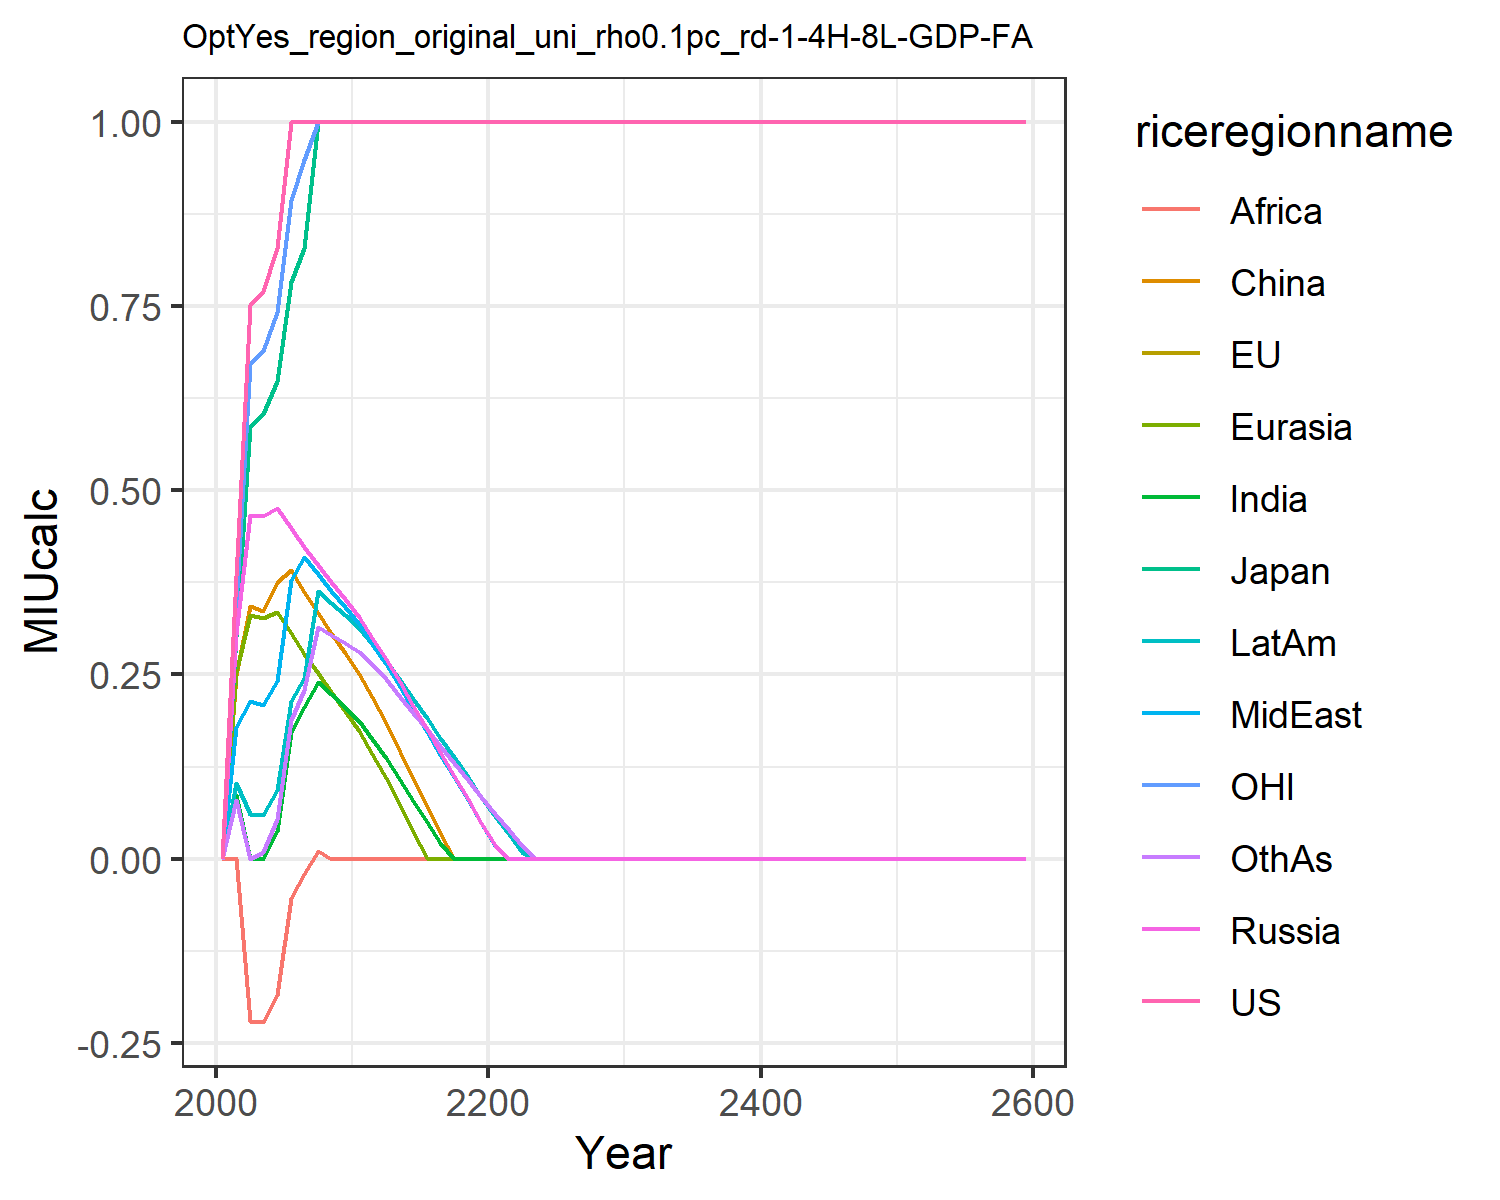 OptYes_region_original_uni_rho0.1pc_rd-1-4H-8L-GDP-FA
MIUcalc
1.00
0.75
0.50
0.25
0.00
-0.25
2000 2200 2400 2600
Year
riceregionname
Africa
China
EU
Eurasia
India
Japan
LatAm
MidEast
OHI
OthAs
Russia
US